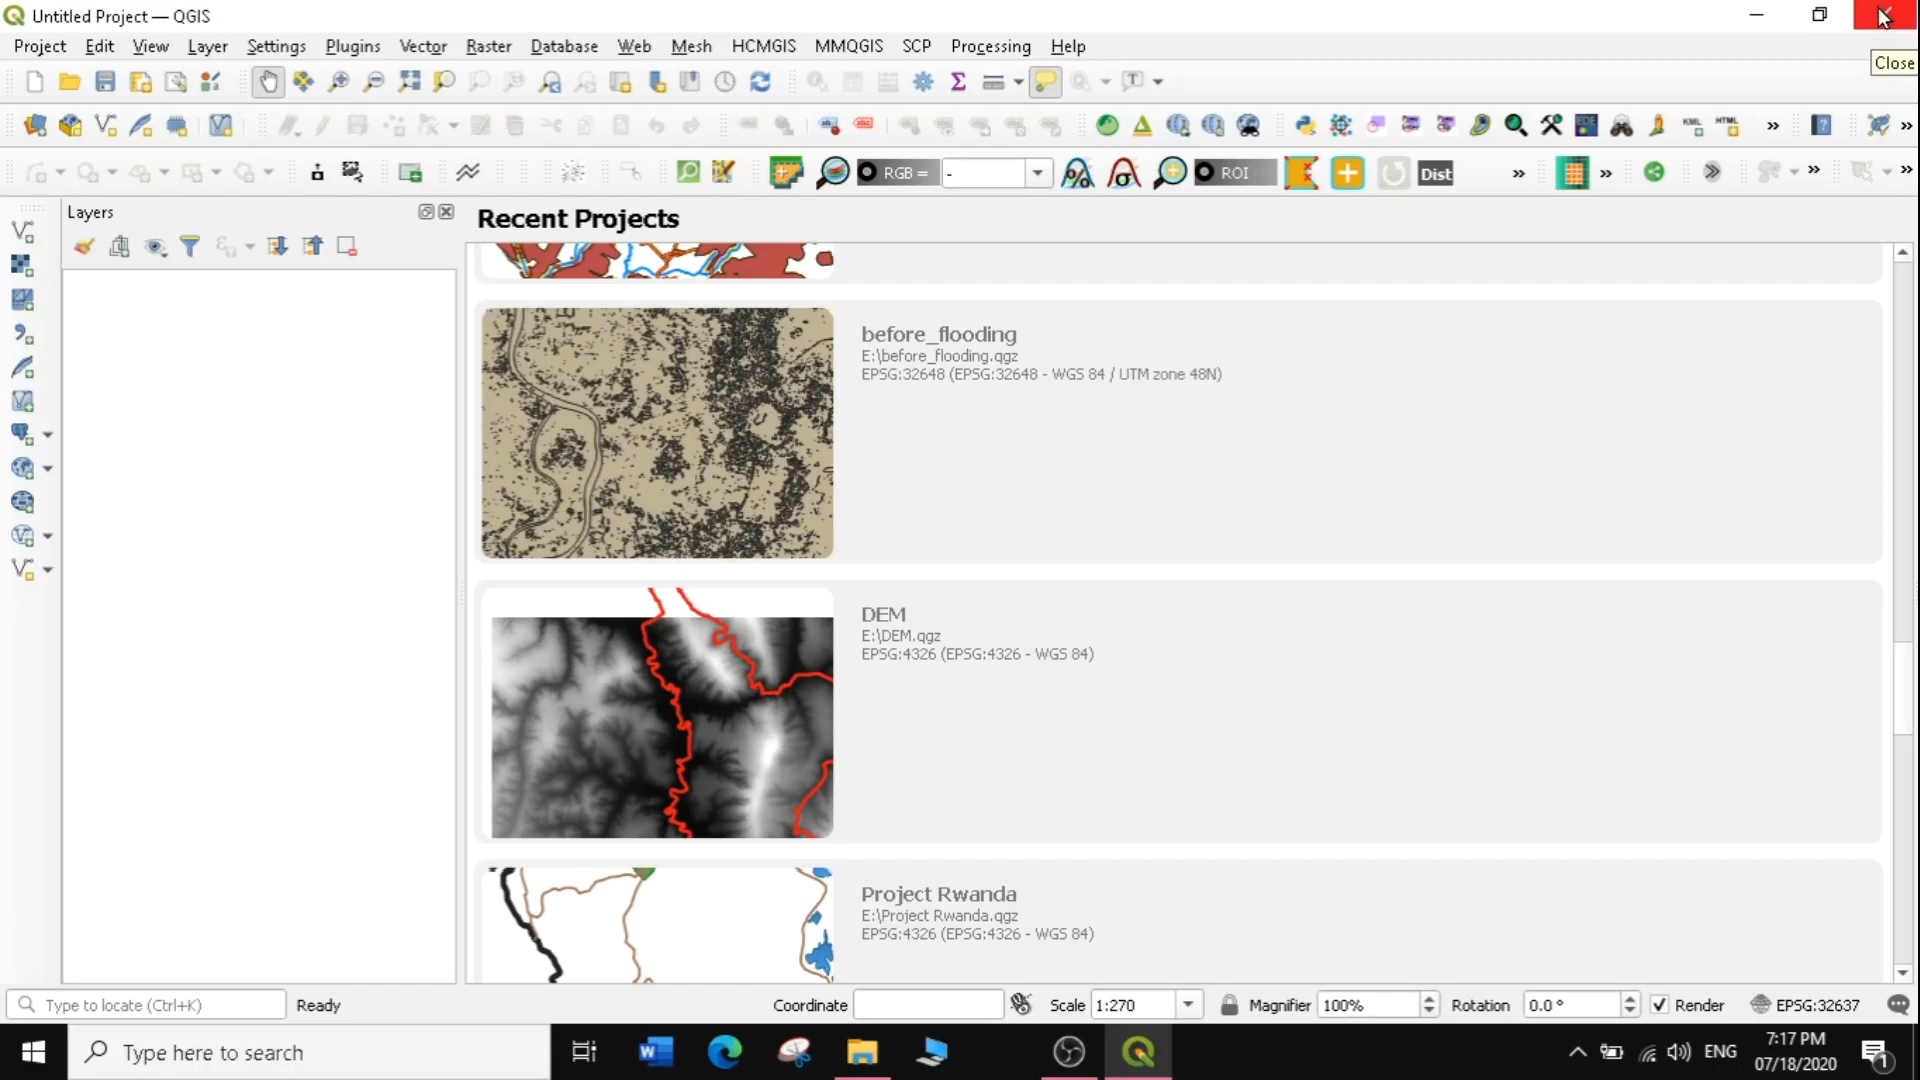 Untitled Project — QGIS
Close
Project Edit View Layer Settings Plugins Vector Raster Database Web Mesh HCMGIS MMQGIS SCP Processing Help
RGB = -
ROI
Dist
Layers
Recent Projects
before_flooding
E:\before_flooding.qgz
EPSG:32648 (EPSG:32648 - WGS 84 / UTM zone 48N)
DEM
E:\DEM.qgz
EPSG:4326 (EPSG:4326 - WGS 84)
Project Rwanda
E:\Project Rwanda.qgz
EPSG:4326 (EPSG:4326 - WGS 84)
Type to locate (Ctrl+K) Ready Coordinate Scale 1:270 Magnifier 100% Rotation 0.0 ° Render EPSG:32637
Type here to search
ENG
7:17 PM
07/18/2020
1